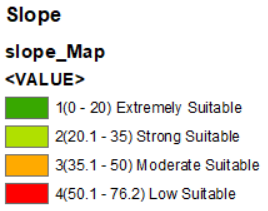 Slope
slope_Map
<VALUE>
1(0 - 20) Extremely Suitable
2(20.1 - 35) Strong Suitable
3(35.1 - 50) Moderate Suitable
4(50.1 - 76.2) Low Suitable